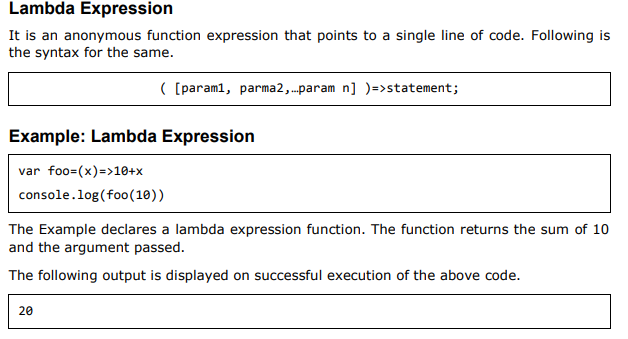 Lambda Expression
It is an anonymous function expression that points to a single line of code. Following is
the syntax for the same.
( [param1, parma2,…param n] )=>statement;
Example: Lambda Expression
var foo=(x)=>10+x
console.log(foo(10))
The Example declares a lambda expression function. The function returns the sum of 10
and the argument passed.
The following output is displayed on successful execution of the above code.
20